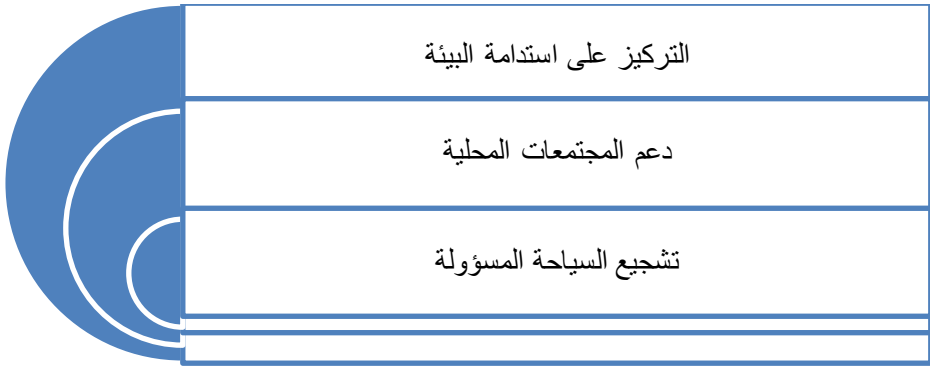 التركيز على استدامة البيئة
دعم المجتمعات المحلية
تشجيع السياحة المسؤولة